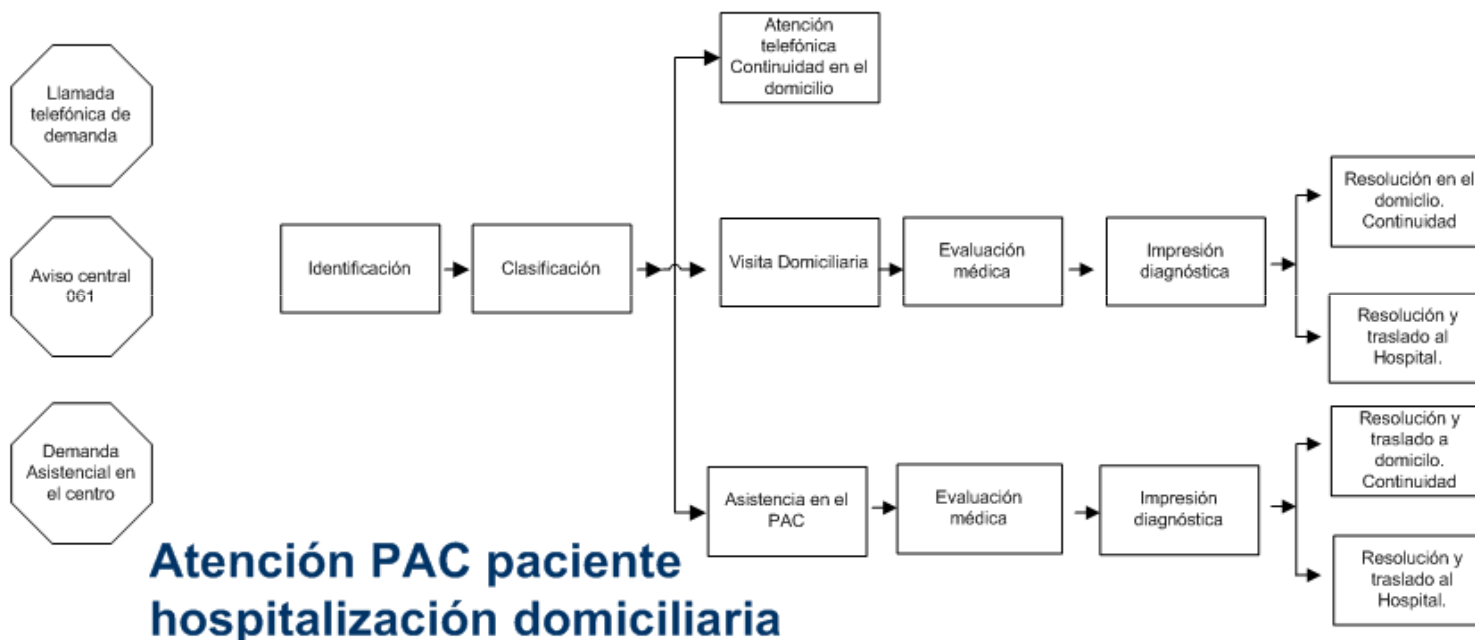 Llamada
telefónica de
demanda
Aviso central
061
Demanda
Asistencial en
el centro
Identificación
Clasificación
Atención
telefónica
Continuidad en el
domicilio
Visita Domiciliaria
Evaluación
médica
Impresión
diagnóstica
Resolución en el
domiclio.
Continuidad
Resolución y
traslado al
Hospital.
Asistencia en el
PAC
Evaluación
médica
Impresión
diagnóstica
Resolución y
traslado a
domicilo.
Continuidad
Resolución y
traslado al
Hospital.
Atención PAC paciente
hospitalización domiciliaria